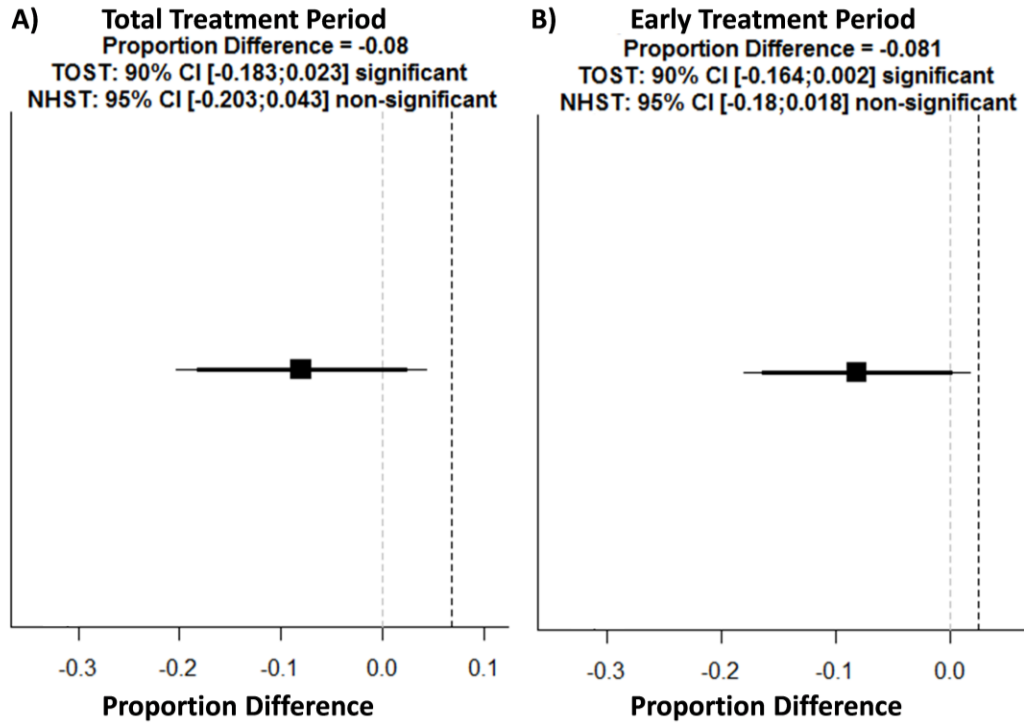 A) Total Treatment Period
Proportion Difference = -0.08
TOST: 90% CI [-0.183;0.023] significant
NHST: 95% CI [-0.203;0.043] non-significant
-0.3 -0.2 -0.1 0.0 0.1
Proportion Difference
B) Early Treatment Period
Proportion Difference = -0.081
TOST: 90% CI [-0.164;0.002] significant
NHST: 95% CI [-0.18;0.018] non-significant
-0.3 -0.2 -0.1 0.0
Proportion Difference